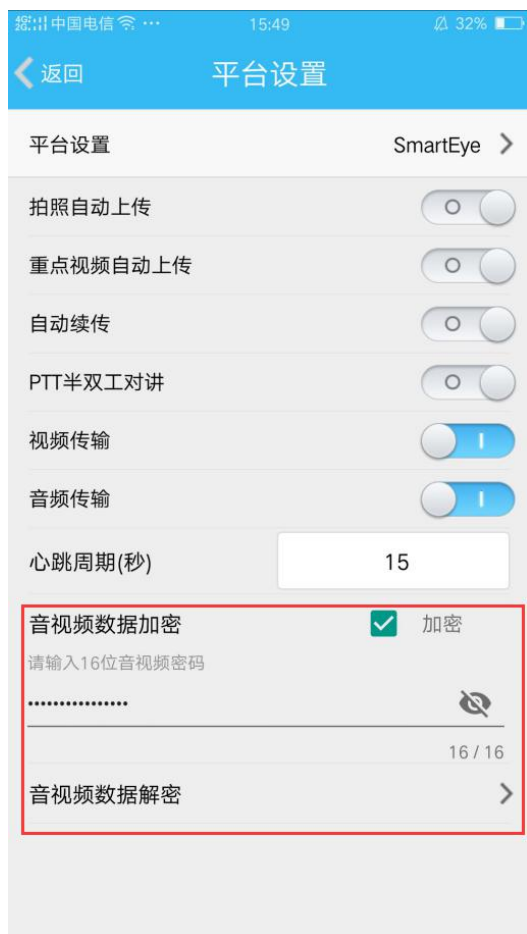 中国电信 15:49 32%
返回 平台设置
平台设置 SmartEye
拍照自动上传
重点视频自动上传
自动续传
PTT半双工对讲
视频传输
音频传输
心跳周期(秒) 15
音视频数据加密 加密
请输入16位音视频密码
••••••••••••••••
16 / 16
音视频数据解密